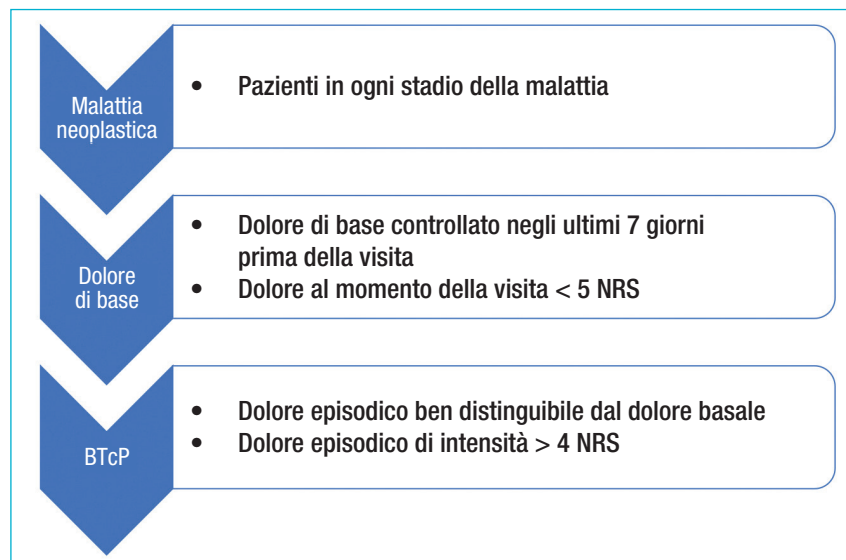 Malattia
neoplastica
• Pazienti in ogni stadio della malattia
Dolore
di base
• Dolore di base controllato negli ultimi 7 giorni
prima della visita
• Dolore al momento della visita < 5 NRS
BTcP
• Dolore episodico ben distinguibile dal dolore basale
• Dolore episodico di intensità > 4 NRS